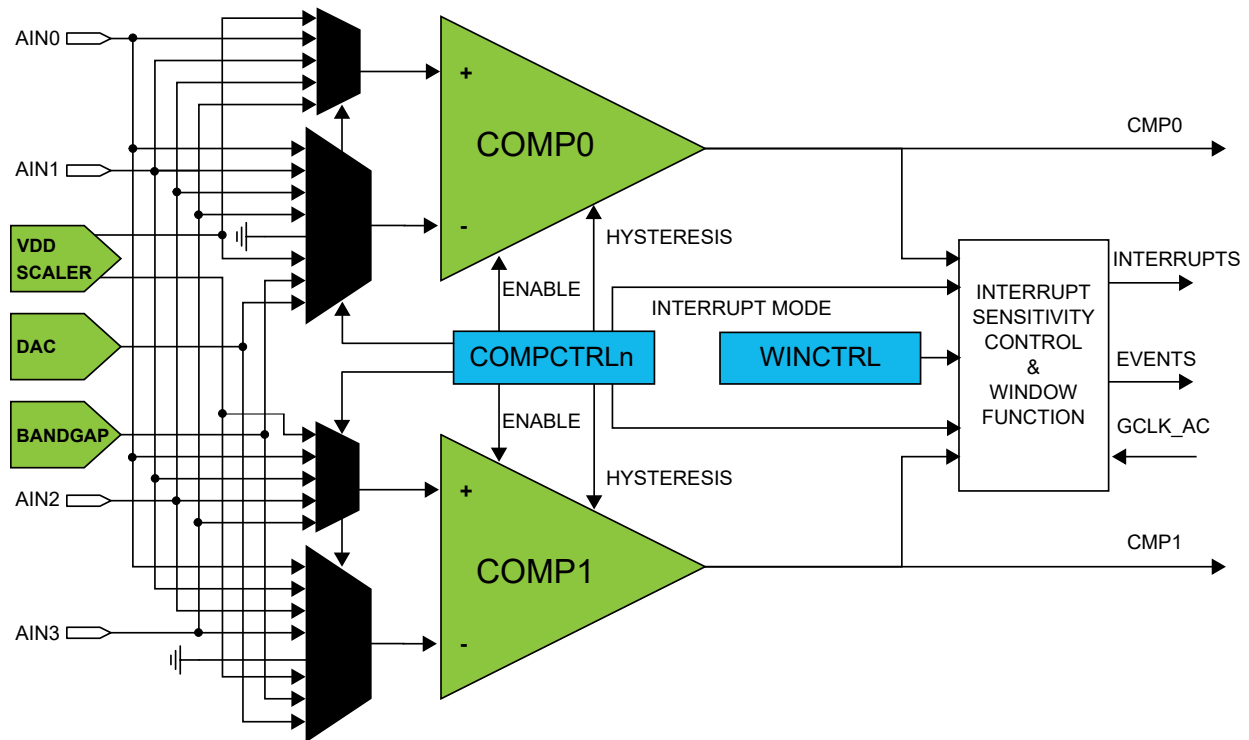 AIN0
+
COMP0
CMP0
AIN1
-
HYSTERESIS
VDD
SCALER
ENABLE
INTERRUPT MODE
INTERRUPT
SENSITIVITY
CONTROL
&
WINDOW
FUNCTION
INTERRUPTS
DAC
COMPCTRLn
WINCTRL
EVENTS
BANDGAP
ENABLE
GCLK_AC
HYSTERESIS
AIN2
+
COMP1
CMP1
AIN3
-